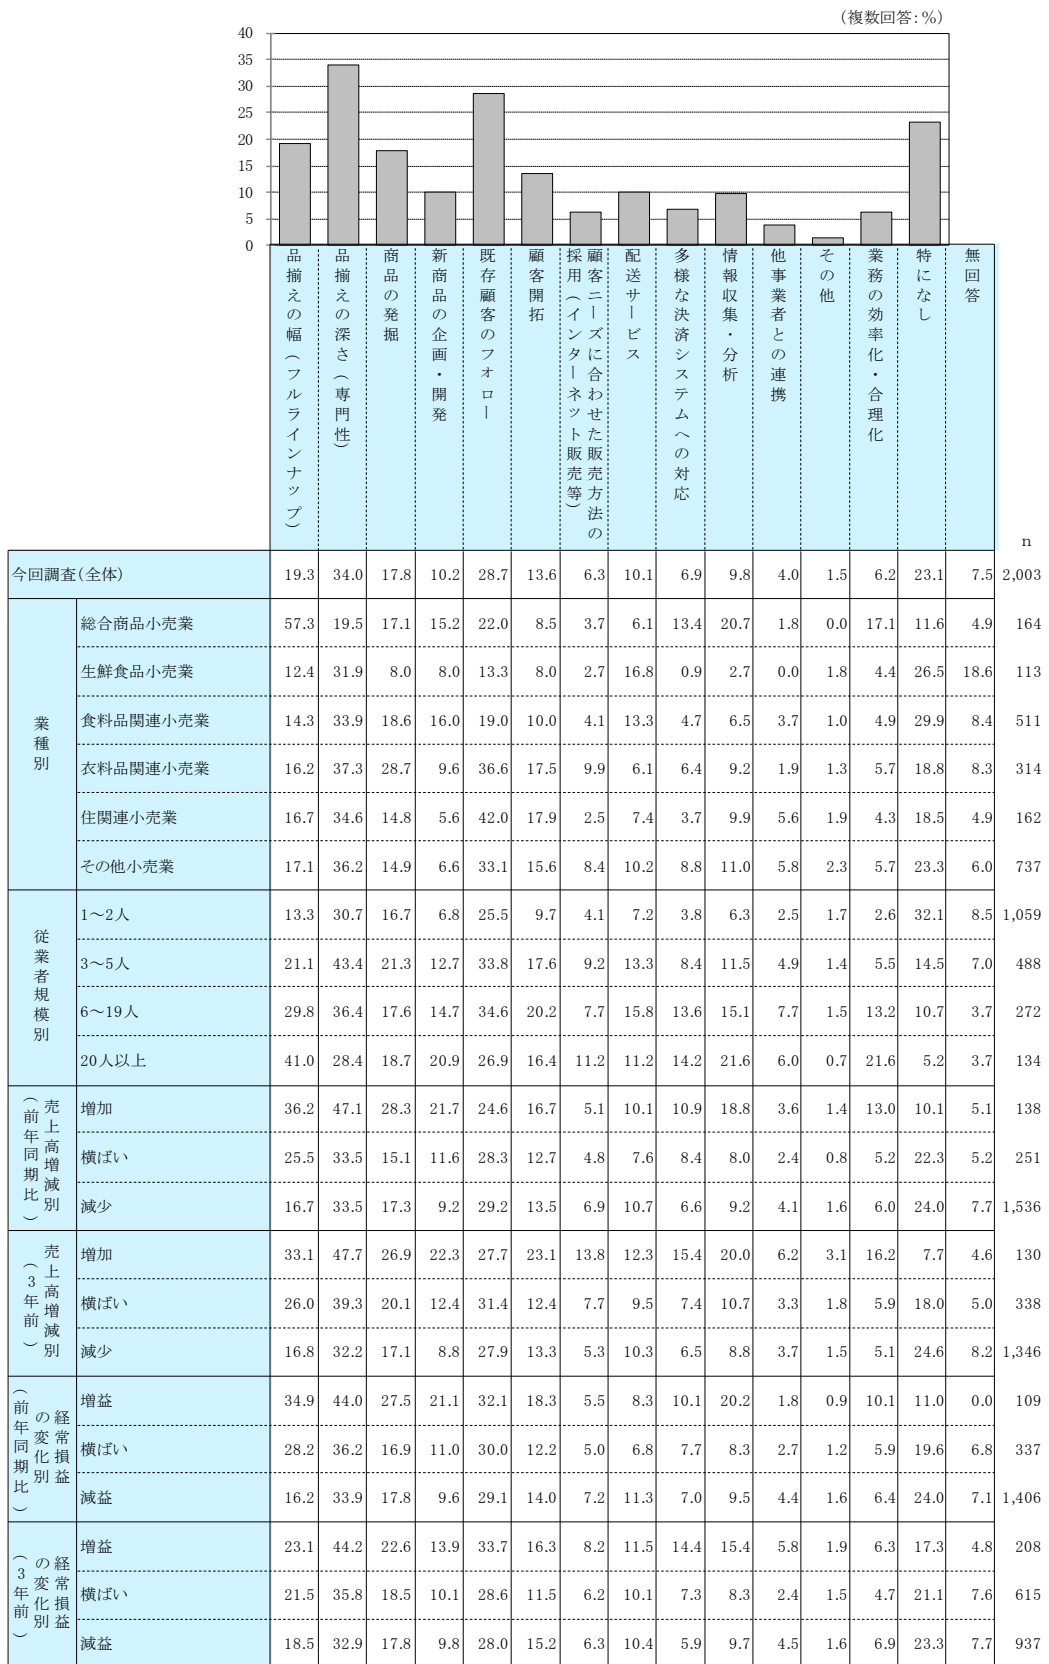 （複数回答：%）
40
35
30
25
20
15
10
5
0
品揃えの幅（フルラインナップ）
品揃えの深さ（専門性）
商品の発掘
新商品の企画・開発
既存顧客のフォロー
顧客開拓
顧客ニーズに合わせた販売方法の
採用（インターネット販売等）
配送サービス
多様な決済システムへの対応
情報収集・分析
他事業者との連携
その他
業務の効率化・合理化
特になし
無回答
n
今回調査（全体） 19.3 34.0 17.8 10.2 28.7 13.6 6.3 10.1 6.9 9.8 4.0 1.5 6.2 23.1 7.5 2,003
業種別
総合商品小売業 57.3 19.5 17.1 15.2 22.0 8.5 3.7 6.1 13.4 20.7 1.8 0.0 17.1 11.6 4.9 164
生鮮食品小売業 12.4 31.9 8.0 8.0 13.3 8.0 2.7 16.8 0.9 2.7 0.0 1.8 4.4 26.5 18.6 113
食料品関連小売業 14.3 33.9 18.6 16.0 19.0 10.0 4.1 13.3 4.7 6.5 3.7 1.0 4.9 29.9 8.4 511
衣料品関連小売業 16.2 37.3 28.7 9.6 36.6 17.5 9.9 6.1 6.4 9.2 1.9 1.3 5.7 18.8 8.3 314
住関連小売業 16.7 34.6 14.8 5.6 42.0 17.9 2.5 7.4 3.7 9.9 5.6 1.9 4.3 18.5 4.9 162
その他小売業 17.1 36.2 14.9 6.6 33.1 15.6 8.4 10.2 8.8 11.0 5.8 2.3 5.7 23.3 6.0 737
従業者規模別
1～2人 13.3 30.7 16.7 6.8 25.5 9.7 4.1 7.2 3.8 6.3 2.5 1.7 2.6 32.1 8.5 1,059
3～5人 21.1 43.4 21.3 12.7 33.8 17.6 9.2 13.3 8.4 11.5 4.9 1.4 5.5 14.5 7.0 488
6～19人 29.8 36.4 17.6 14.7 34.6 20.2 7.7 15.8 13.6 15.1 7.7 1.5 13.2 10.7 3.7 272
20人以上 41.0 28.4 18.7 20.9 26.9 16.4 11.2 11.2 14.2 21.6 6.0 0.7 21.6 5.2 3.7 134
売上高増減別
（前年同期比）
増加 36.2 47.1 28.3 21.7 24.6 16.7 5.1 10.1 10.9 18.8 3.6 1.4 13.0 10.1 5.1 138
横ばい 25.5 33.5 15.1 11.6 28.3 12.7 4.8 7.6 8.4 8.0 2.4 0.8 5.2 22.3 5.2 251
減少 16.7 33.5 17.3 9.2 29.2 13.5 6.9 10.7 6.6 9.2 4.1 1.6 6.0 24.0 7.7 1,536
売上高増減別
（3年前）
増加 33.1 47.7 26.9 22.3 27.7 23.1 13.8 12.3 15.4 20.0 6.2 3.1 16.2 7.7 4.6 130
横ばい 26.0 39.3 20.1 12.4 31.4 12.4 7.7 9.5 7.4 10.7 3.3 1.8 5.9 18.0 5.0 338
減少 16.8 32.2 17.1 8.8 27.9 13.3 5.3 10.3 6.5 8.8 3.7 1.5 5.1 24.6 8.2 1,346
経常損益
の変化別
（前年同期比）
増益 34.9 44.0 27.5 21.1 32.1 18.3 5.5 8.3 10.1 20.2 1.8 0.9 10.1 11.0 0.0 109
横ばい 28.2 36.2 16.9 11.0 30.0 12.2 5.0 6.8 7.7 8.3 2.7 1.2 5.9 19.6 6.8 337
減益 16.2 33.9 17.8 9.6 29.1 14.0 7.2 11.3 7.0 9.5 4.4 1.6 6.4 24.0 7.1 1,406
経常損益
の変化別
（3年前）
増益 23.1 44.2 22.6 13.9 33.7 16.3 8.2 11.5 14.4 15.4 5.8 1.9 6.3 17.3 4.8 208
横ばい 21.5 35.8 18.5 10.1 28.6 11.5 6.2 10.1 7.3 8.3 2.4 1.5 4.7 21.1 7.6 615
減益 18.5 32.9 17.8 9.8 28.0 15.2 6.3 10.4 5.9 9.7 4.5 1.6 6.9 23.3 7.7 937